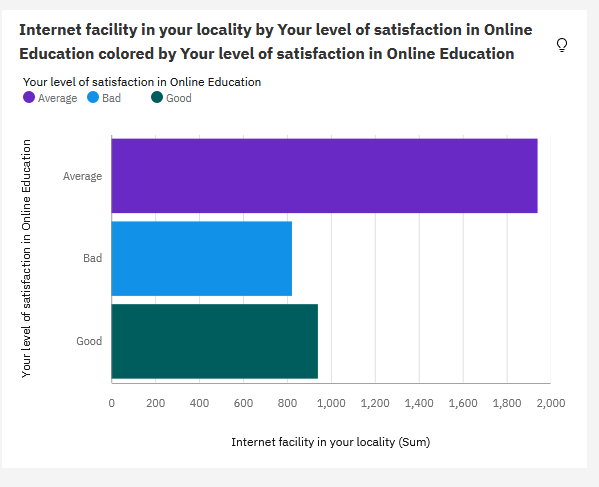 Internet facility in your locality by Your level of satisfaction in Online
Education colored by Your level of satisfaction in Online Education
Your level of satisfaction in Online Education
Average Bad Good
Your level of satisfaction in Online Education
Average
Bad
Good
0 200 400 600 800 1,000 1,200 1,400 1,600 1,800 2,000
Internet facility in your locality (Sum)